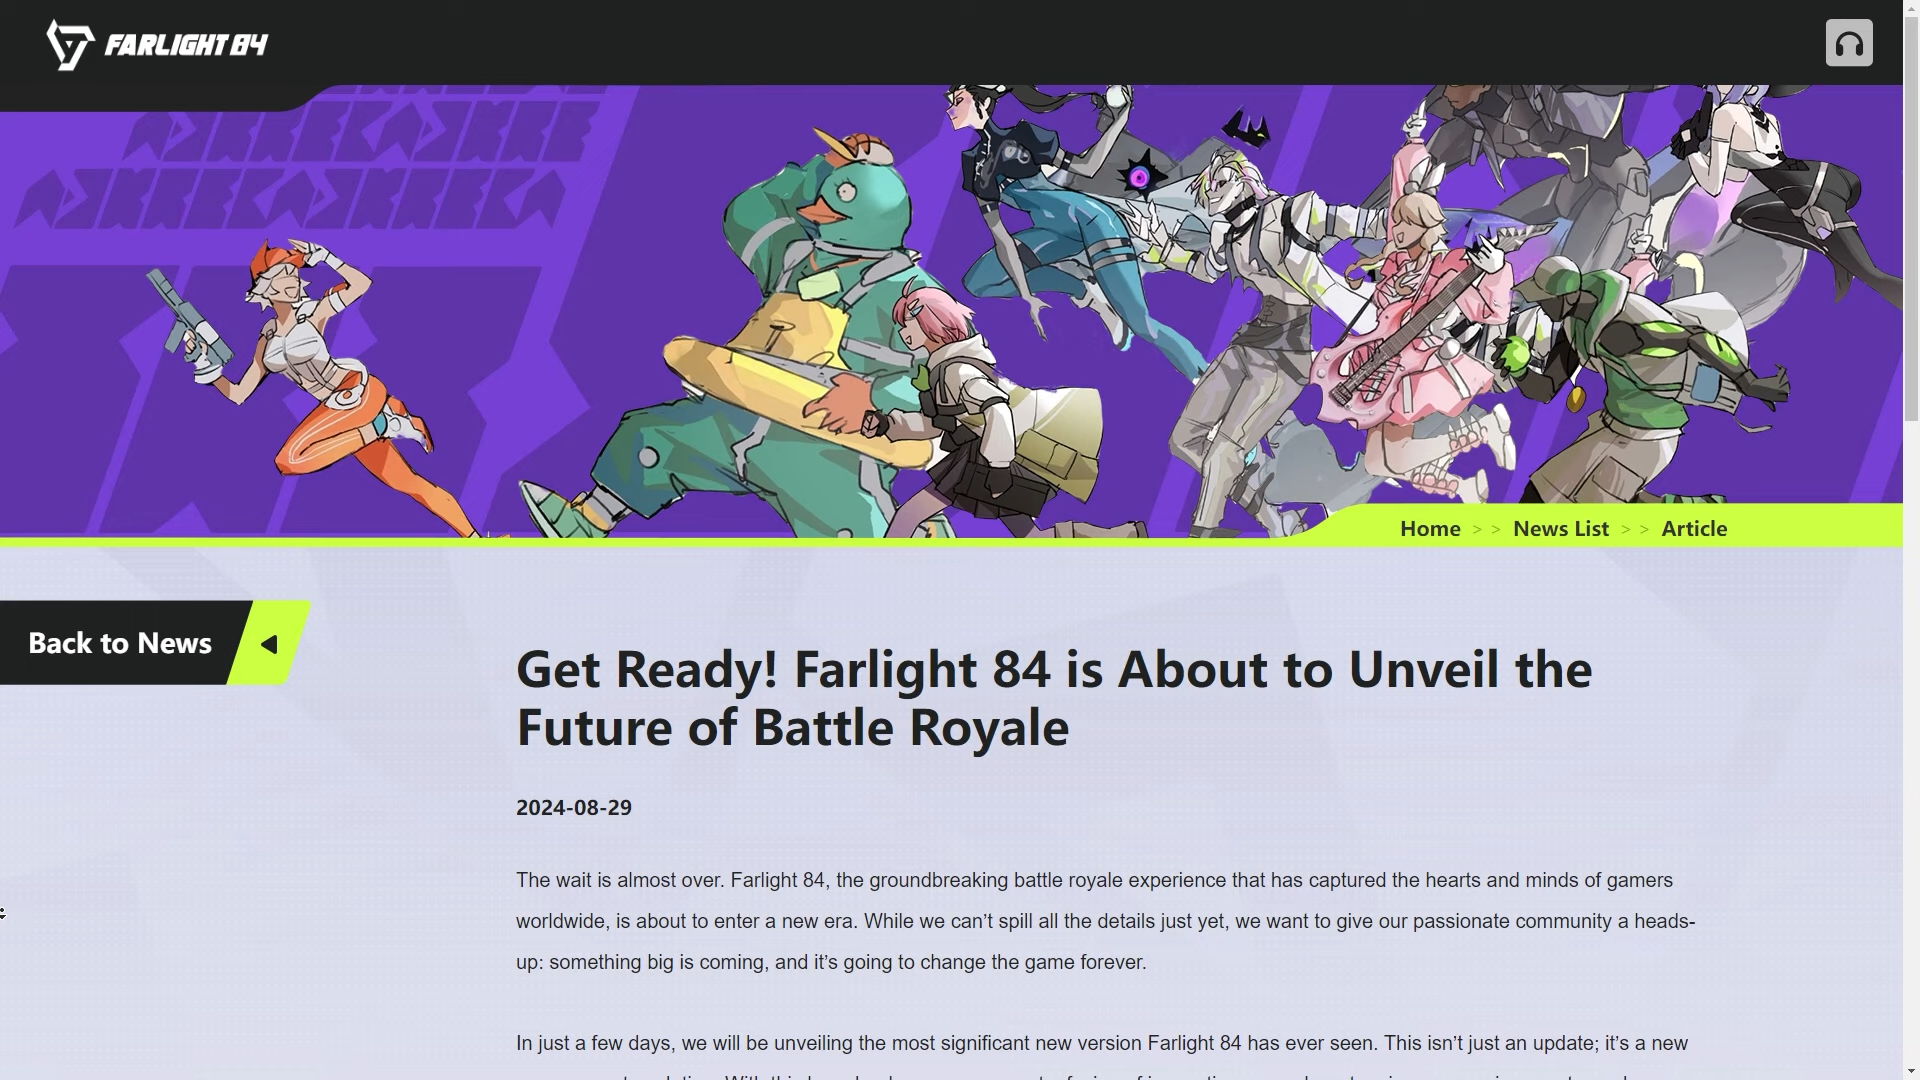 FARLIGHT 84
Home > > News List > > Article
Back to News
Get Ready! Farlight 84 is About to Unveil the
Future of Battle Royale
2024-08-29
The wait is almost over. Farlight 84, the groundbreaking battle royale experience that has captured the hearts and minds of gamers
worldwide, is about to enter a new era. While we can’t spill all the details just yet, we want to give our passionate community a heads-
up: something big is coming, and it’s going to change the game forever.
In just a few days, we will be unveiling the most significant new version Farlight 84 has ever seen. This isn’t just an update; it’s a new